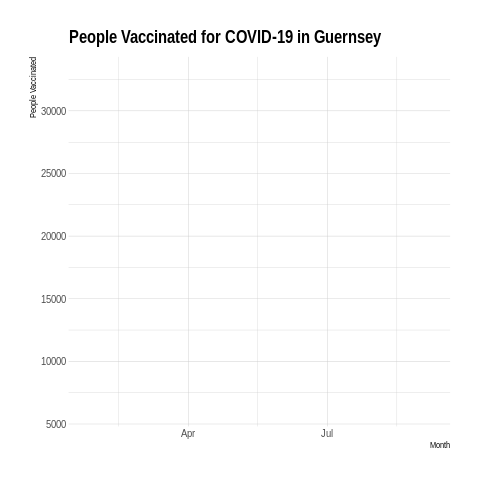 People Vaccinated for COVID-19 in Guernsey
People Vaccinated
30000
25000
20000
15000
10000
5000
Apr Jul
Month